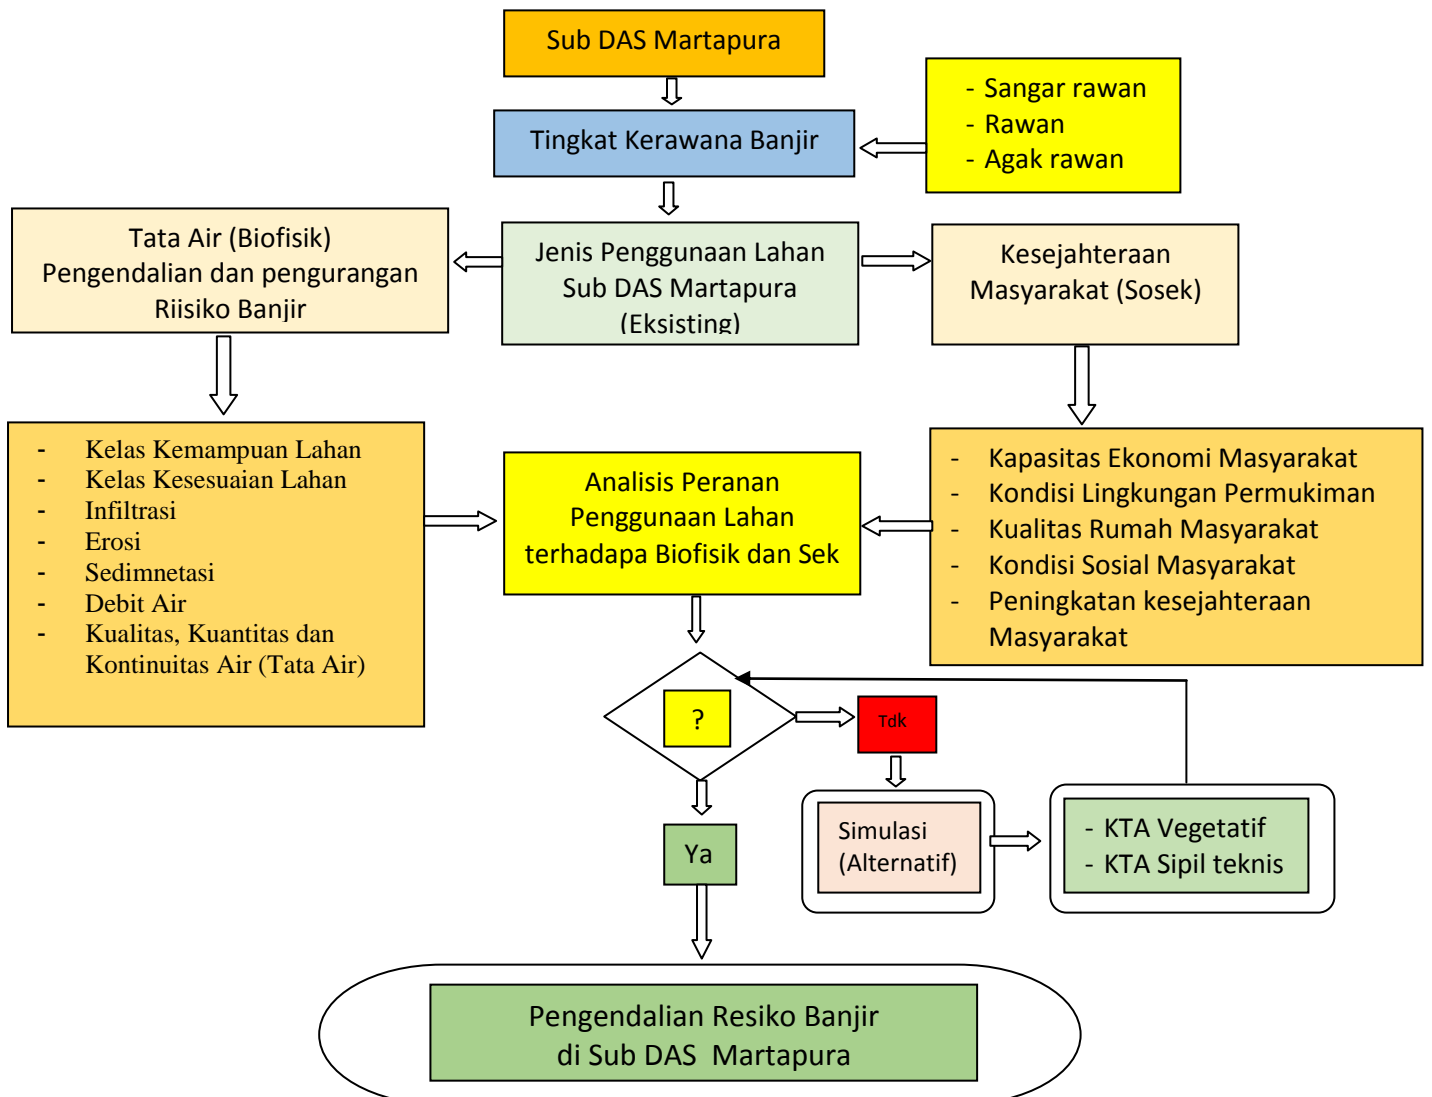 Sub DAS Martapura
- Sangar rawan
- Rawan
- Agak rawan
Tingkat Kerawana Banjir
Tata Air (Biofisik)
Pengendalian dan pengurangan
Riisiko Banjir
Jenis Penggunaan Lahan
Sub DAS Martapura
(Eksisting)
Kesejahteraan
Masyarakat (Sosek)
- Kelas Kemampuan Lahan
- Kelas Kesesuaian Lahan
- Infiltrasi
- Erosi
- Sedimnetasi
- Debit Air
- Kualitas, Kuantitas dan
Kontinuitas Air (Tata Air)
Analisis Peranan
Penggunaan Lahan
terhadapa Biofisik dan Sek
- Kapasitas Ekonomi Masyarakat
- Kondisi Lingkungan Permukiman
- Kualitas Rumah Masyarakat
- Kondisi Sosial Masyarakat
- Peningkatan kesejahteraan
Masyarakat
?
Tdk
Ya
Simulasi
(Alternatif)
- KTA Vegetatif
- KTA Sipil teknis
Pengendalian Resiko Banjir
di Sub DAS Martapura